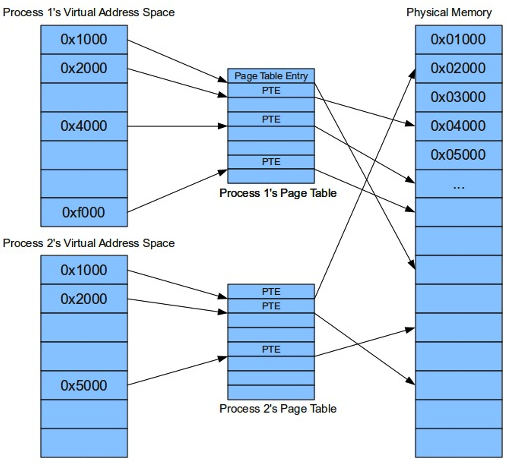 Process 1's Virtual Address Space
0x1000
0x2000
0x4000
0xf000
Page Table Entry
PTE
PTE
PTE
Process 1's Page Table
Physical Memory
0x01000
0x02000
0x03000
0x04000
0x05000
...
Process 2's Virtual Address Space
0x1000
0x2000
0x5000
PTE
PTE
PTE
Process 2's Page Table